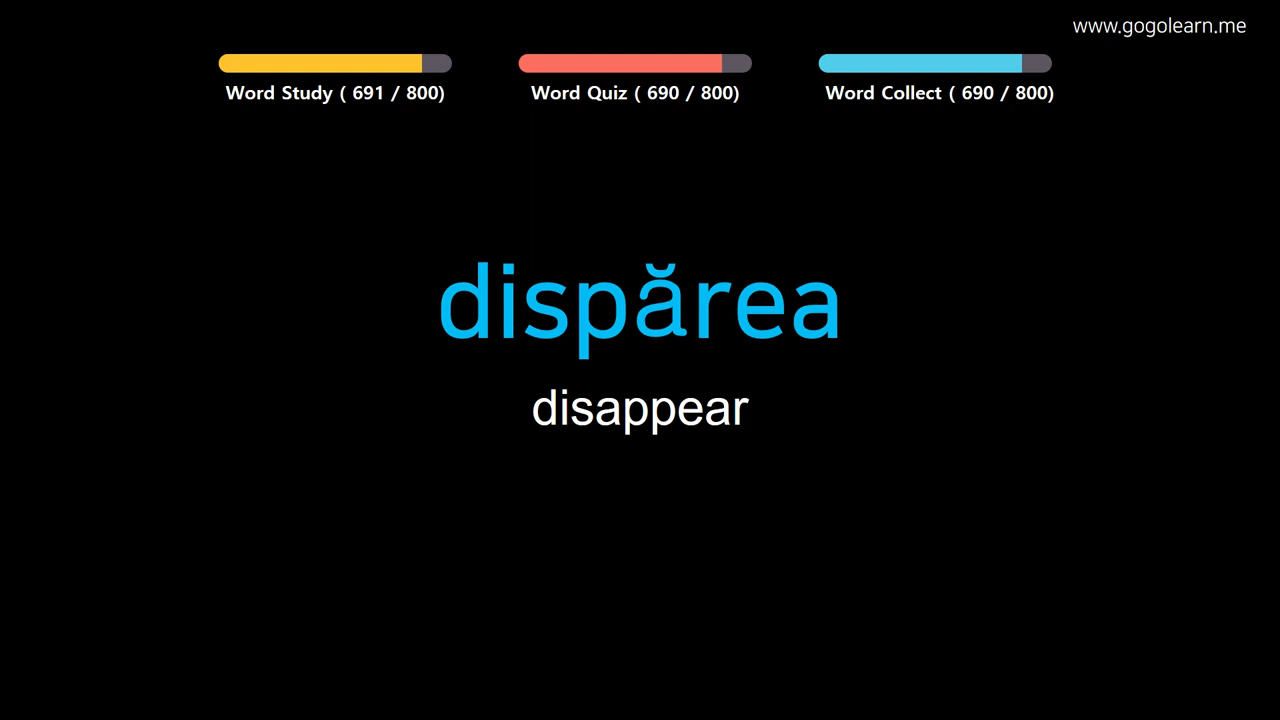 www.gogolearn.me
Word Study ( 691 / 800)
Word Quiz ( 690 / 800)
Word Collect ( 690 / 800)
dispărea
disappear